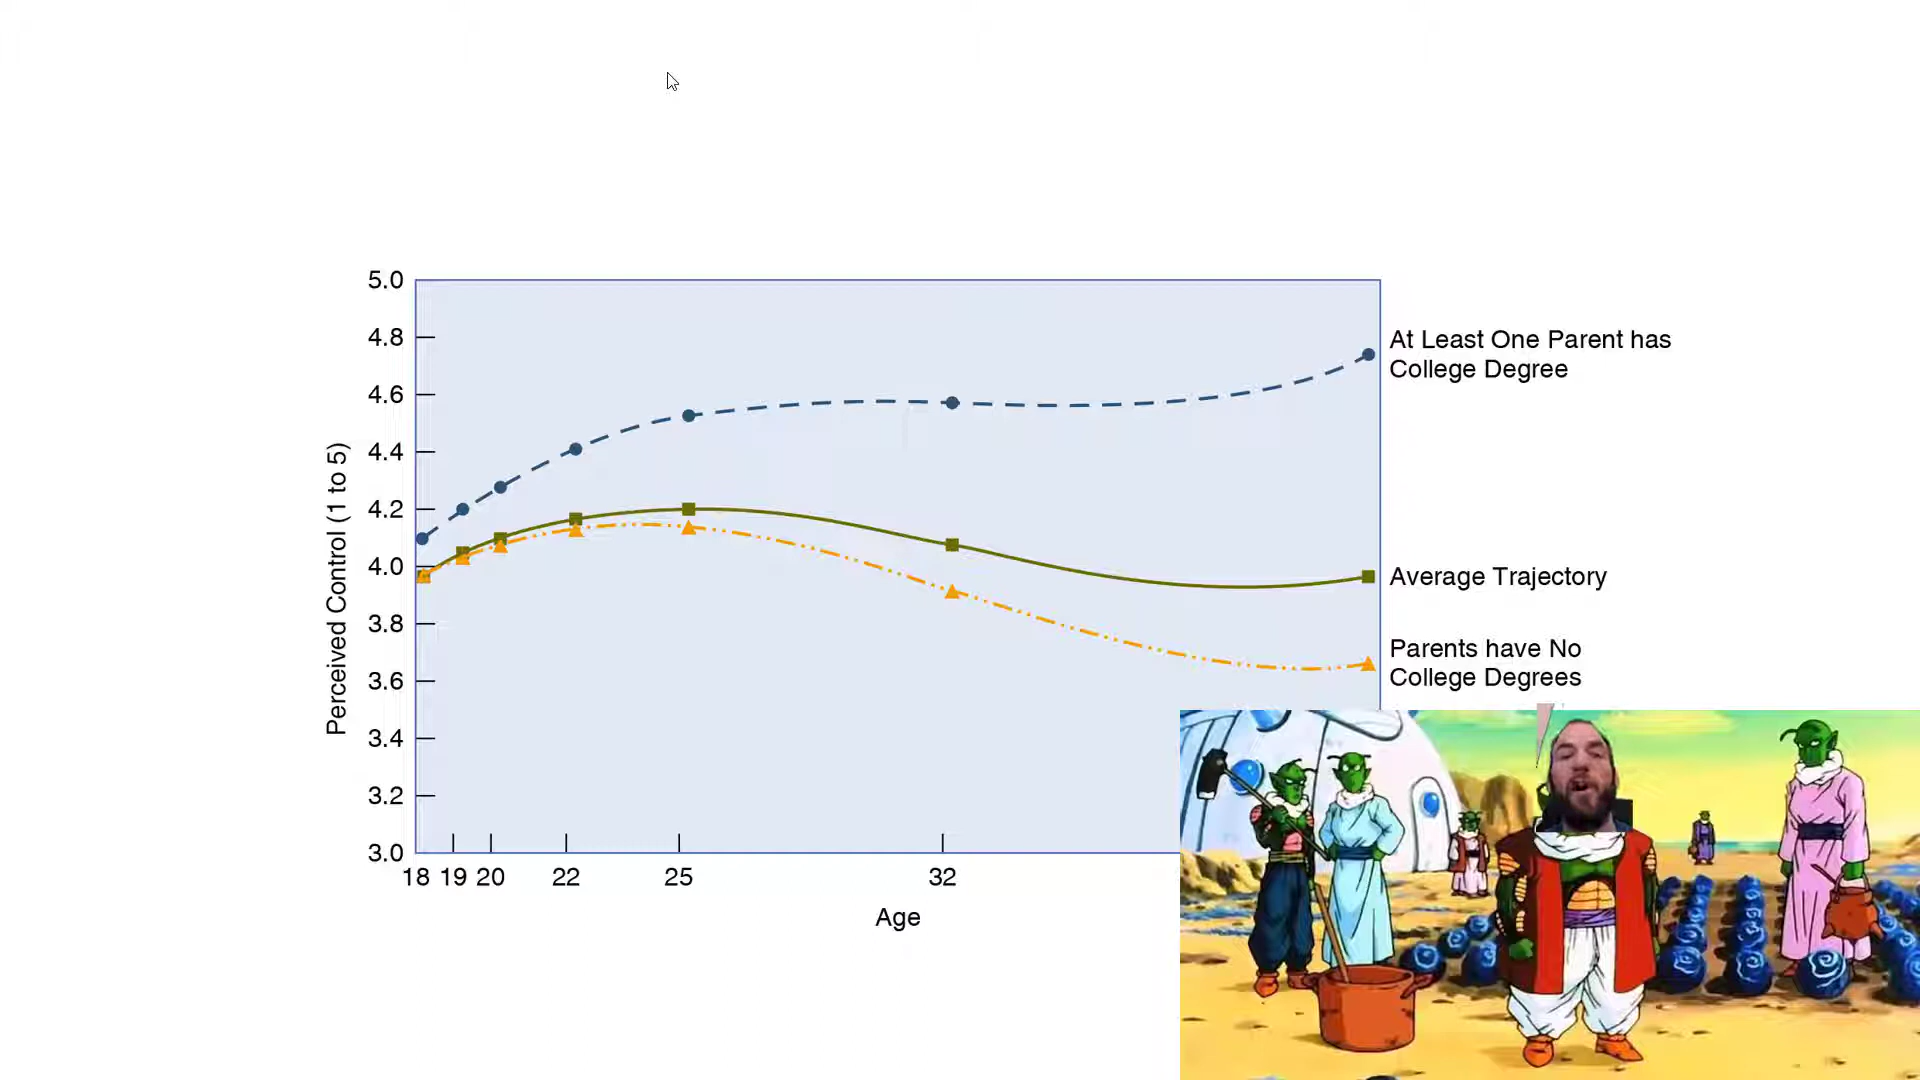 5.0
4.8
4.6
4.4
4.2
4.0
3.8
3.6
3.4
3.2
3.0
Perceived Control (1 to 5)
18 19 20 22 25 32
Age
At Least One Parent has
College Degree
Average Trajectory
Parents have No
College Degrees